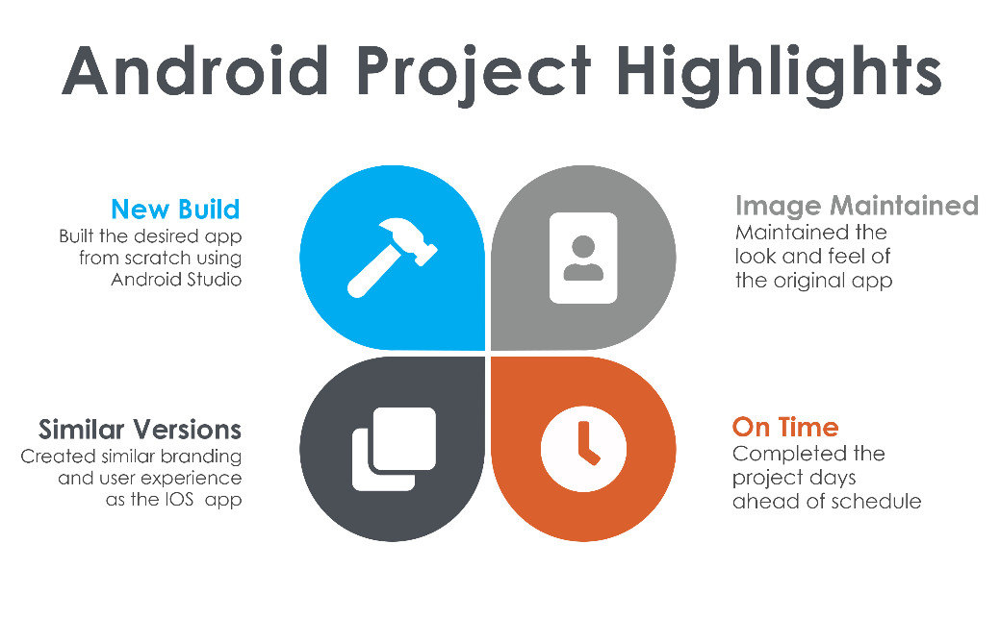 Android Project Highlights
New Build
Built the desired app
from scratch using
Android Studio
Image Maintained
Maintained the
look and feel of
the original app
Similar Versions
Created similar branding
and user experience
as the IOS  app
On Time
Completed the
project days
ahead of schedule